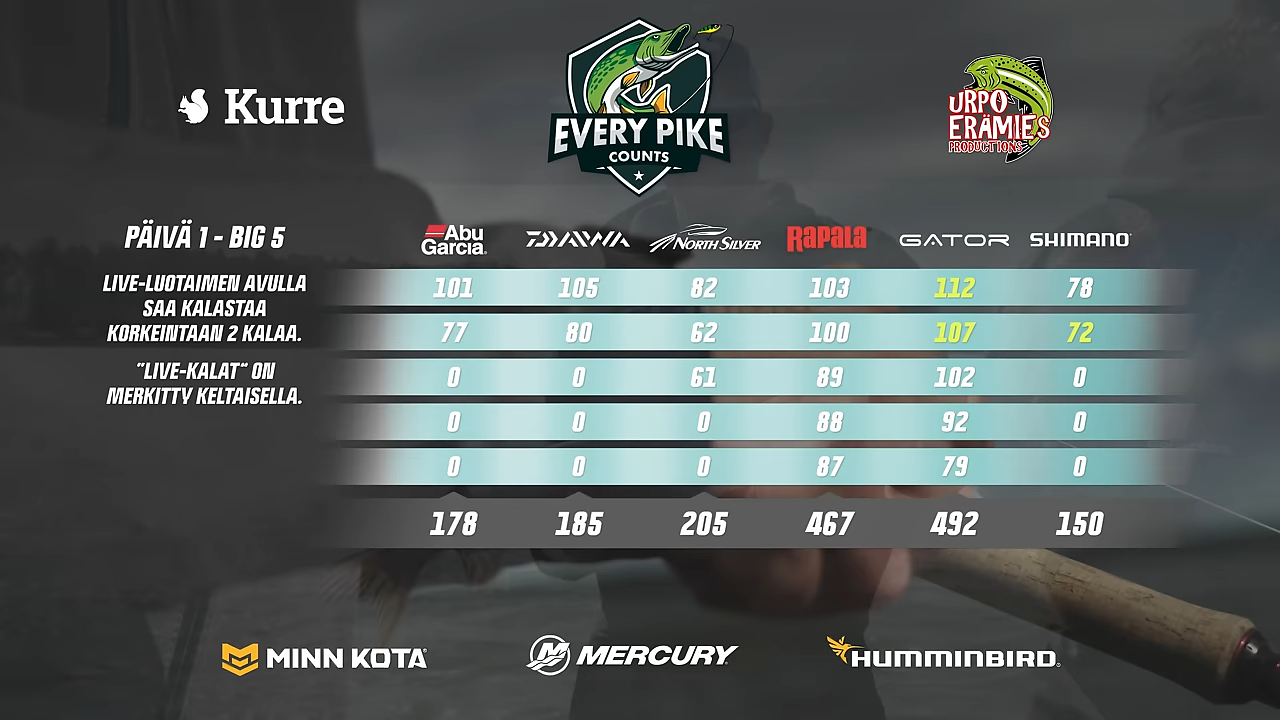 Kurre
EVERY PIKE
COUNTS
URPO
ERÄMIES
PRODUCTIONS
PÄIVÄ 1 - BIG 5
Abu Garcia DAIWA NORTH SILVER Rapala GATOR SHIMANO
LIVE-LUOTAIMEN AVULLA
SAA KALASTAA
KORKEINTAAN 2 KALAA.
"LIVE-KALAT" ON
MERKITTY KELTAISELLA.
101 105 82 103 112 78
77 80 62 100 107 72
0 0 61 89 102 0
0 0 0 88 92 0
0 0 0 87 79 0
178 185 205 467 492 150
MINN KOTA MERCURY HUMMINBIRD